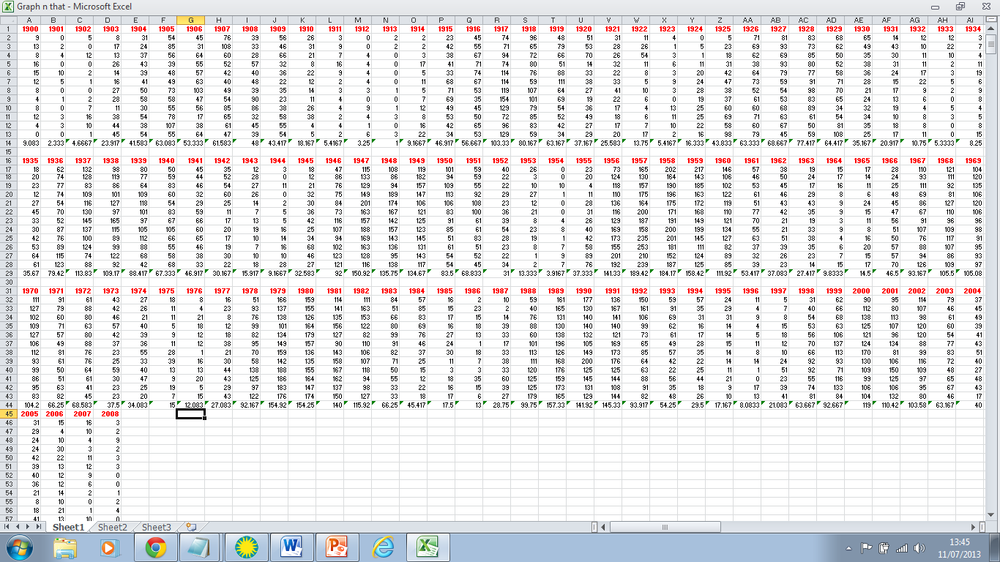 Graph n that - Microsoft Excel
A B C D E F G H I J K L M N O P Q R S T U V W X Y Z AA AB AC AD AE AF AG AH AI
1 1900 1901 1902 1903 1904 1905 1906 1907 1908 1909 1910 1911 1912 1913 1914 1915 1916 1917 1918 1919 1920 1921 1922 1923 1924 1925 1926 1927 1928 1929 1930 1931 1932 1933 1934
2 9 0 5 8 31 54 45 76 39 56 26 3 0 2 2 23 45 74 96 48 51 31 11 4 0 5 71 81 83 68 65 14 12 12 3
3 13 2 0 17 24 85 31 108 33 46 31 9 0 2 2 42 55 71 65 79 53 28 26 1 5 23 69 93 73 62 49 43 10 22 7
4 8 4 12 13 37 56 64 60 28 66 21 7 4 0 3 38 67 94 72 66 70 26 54 3 1 18 62 69 85 50 35 30 11 10 4
5 16 0 0 26 43 39 55 52 57 32 8 16 4 0 17 41 71 74 80 51 14 32 11 6 11 31 38 93 80 52 38 31 11 2 11
6 15 10 2 14 39 48 57 42 40 36 22 9 4 0 5 33 74 114 76 88 33 22 8 3 20 42 64 79 77 58 36 24 17 3 19
7 12 5 1 16 41 49 63 40 48 22 12 2 4 0 11 68 67 114 59 111 38 33 5 9 24 47 73 59 91 71 28 15 22 5 6
8 8 0 0 27 50 73 103 49 39 35 14 3 3 1 5 71 53 119 107 64 27 41 10 3 28 38 52 54 98 70 21 17 9 2 9
9 4 1 2 28 58 58 47 54 90 23 11 4 0 0 7 69 35 154 101 69 19 22 6 0 19 37 61 53 83 65 24 13 6 0 8
10 8 0 7 11 30 55 56 85 86 38 26 4 9 1 12 49 45 129 79 54 36 17 4 13 25 60 60 68 89 34 32 19 4 5 4
11 12 3 16 38 54 78 17 65 32 58 38 2 4 3 8 53 50 72 85 52 49 18 6 11 25 69 71 63 61 54 34 10 8 3 5
12 4 3 10 44 38 107 38 61 45 55 4 4 1 0 16 42 65 96 83 42 27 17 7 10 22 58 60 67 50 81 35 18 8 0 8
13 0 0 1 45 54 55 64 47 39 54 5 2 6 3 22 34 53 129 59 34 29 20 17 2 16 98 79 45 59 108 25 17 11 0 15
14 9.083 2.333 4.6667 23.917 41.583 63.083 53.333 61.583 48 43.417 18.167 5.4167 3.25 1 9.1667 46.917 56.667 103.33 80.167 63.167 37.167 25.583 13.75 5.4167 16.333 43.833 63.333 68.667 77.417 64.417 35.167 20.917 10.75 5.3333 8.25
15
16 1935 1936 1937 1938 1939 1940 1941 1942 1943 1944 1945 1946 1947 1948 1949 1950 1951 1952 1953 1954 1955 1956 1957 1958 1959 1960 1961 1962 1963 1964 1965 1966 1967 1968 1969
17 18 62 132 98 80 50 45 35 12 3 18 47 115 108 119 101 59 40 26 0 23 73 165 202 217 146 57 38 19 15 17 28 110 121 104
18 20 74 128 119 77 59 44 52 28 0 12 86 133 86 182 94 59 22 3 0 20 124 130 164 143 106 46 50 24 17 14 24 93 111 120
19 23 77 83 86 64 83 46 54 27 11 21 76 129 94 157 109 55 22 10 10 4 118 157 190 185 102 53 45 17 16 11 25 111 92 135
20 12 74 109 101 109 60 32 60 26 0 32 75 149 189 147 113 92 29 27 1 11 110 175 196 163 122 61 46 29 8 6 48 69 81 106
21 27 54 116 127 118 54 29 25 14 2 30 84 201 174 106 106 108 23 12 0 28 136 164 175 172 119 51 43 43 9 24 45 86 127 120
22 45 70 130 97 101 83 59 11 7 5 36 73 163 167 121 83 100 36 21 0 31 116 200 171 168 110 77 42 35 9 15 47 67 110 106
23 33 52 145 165 97 67 66 17 13 5 42 116 157 142 125 91 61 39 8 4 26 129 187 191 149 121 70 21 19 3 11 56 91 96 96
24 30 87 137 115 105 105 60 20 19 16 25 107 188 157 123 85 61 54 23 8 40 169 158 200 199 134 55 21 33 9 8 51 107 109 98
25 42 76 100 89 112 66 65 17 10 14 34 94 169 143 145 51 83 28 19 1 42 173 235 201 145 127 63 51 38 4 16 50 76 117 91
26 53 89 124 99 88 55 46 19 7 16 68 102 163 136 131 61 51 23 8 7 58 155 253 181 111 82 37 39 35 6 20 57 88 107 95
27 64 115 74 122 68 58 38 30 10 10 46 123 128 95 143 54 52 22 1 9 89 201 210 152 124 89 32 26 23 7 15 57 94 86 93
28 61 123 88 92 42 68 33 22 18 28 27 121 116 138 117 54 45 34 2 7 76 192 239 187 125 85 39 23 14 15 17 70 126 109 97
29 35.67 79.42 113.83 109.17 88.417 67.333 46.917 30.167 15.917 9.1667 32.583 92 150.92 135.75 134.67 83.5 68.833 31 13.333 3.9167 37.333 141.33 189.42 184.17 158.42 111.92 53.417 37.083 27.417 9.8333 14.5 46.5 93.167 105.5 105.08
30
31 1970 1971 1972 1973 1974 1975 1976 1977 1978 1979 1980 1981 1982 1983 1984 1985 1986 1987 1988 1989 1990 1991 1992 1993 1994 1995 1996 1997 1998 1999 2000 2001 2002 2003 2004
32 111 91 61 43 27 18 8 16 51 166 159 114 111 84 57 16 2 10 59 161 177 136 150 59 57 24 11 5 31 62 90 95 114 79 37
33 127 79 88 42 26 11 4 23 93 137 155 141 163 51 85 15 23 2 40 165 130 167 161 91 35 29 4 7 40 66 112 80 107 46 45
34 102 60 80 46 21 11 21 8 76 138 126 135 153 66 83 17 15 14 76 131 140 141 106 69 31 31 9 8 54 68 138 113 98 61 49
35 109 71 63 57 40 5 18 12 99 101 164 156 122 80 69 16 18 39 88 130 140 140 99 62 16 14 4 15 53 63 125 107 120 60 39
36 127 57 80 42 39 9 12 18 82 134 179 127 82 99 76 27 13 33 60 138 132 121 73 61 17 14 5 18 56 106 121 96 120 54 41
37 106 49 88 37 36 11 12 38 95 149 157 90 110 91 46 24 1 17 101 196 105 169 65 49 28 15 11 12 70 137 124 134 88 77 43
38 112 81 76 23 55 28 1 21 70 159 136 143 106 82 37 30 18 33 113 126 149 173 85 57 35 14 8 10 66 113 170 81 99 83 51
39 93 61 76 25 33 39 16 30 58 142 135 158 107 71 25 11 7 38 111 168 200 176 64 42 22 14 14 24 92 93 130 106 116 72 40
40 99 50 64 59 40 13 13 44 138 188 155 167 118 50 15 3 3 33 120 176 125 125 63 22 26 11 1 51 92 71 109 150 109 48 27
41 86 51 61 30 47 9 20 43 125 186 164 162 94 55 12 18 35 60 125 159 145 144 88 56 44 21 0 23 55 116 99 125 97 65 48
42 95 63 41 23 25 19 5 29 97 183 147 137 98 33 22 16 15 39 125 173 131 108 91 35 18 9 17 39 74 133 106 106 95 67 43
43 83 82 45 23 20 7 15 43 122 176 174 150 127 33 18 17 6 27 179 165 129 144 82 48 26 10 13 41 81 84 104 132 80 46 17
44 104.2 66.25 68.583 37.5 34.083 15 12.083 27.083 92.167 154.92 154.25 140 115.92 66.25 45.417 17.5 13 28.75 99.75 157.33 141.92 145.33 93.917 54.25 29.5 17.167 8.0833 21.083 63.667 92.667 119 110.42 103.58 63.167 40
45 2005 2006 2007 2008
46 31 15 16 3
47 29 4 10 2
48 24 10 4 9
49 24 30 3 2
50 42 22 11 3
51 39 13 12 3
52 40 12 9 0
53 36 12 6 0
54 21 14 2 1
55 8 10 0 2
56 18 21 1 4
57 41 13 10 0
Sheet1 Sheet2 Sheet3
13:45
11/07/2013